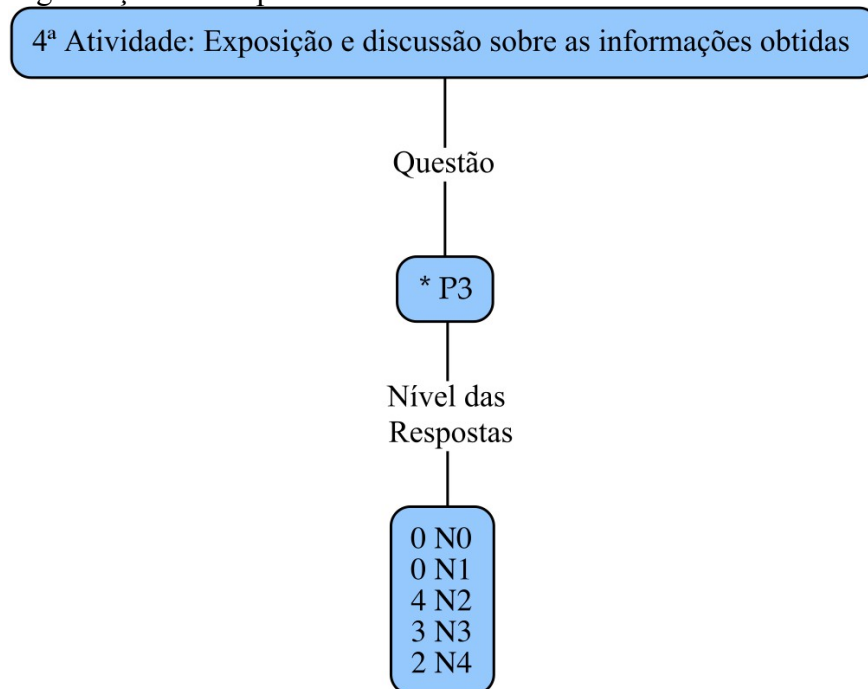 4ª Atividade: Exposição e discussão sobre as informações obtidas
Questão
* P3
Nível das
Respostas
0 N0
0 N1
4 N2
3 N3
2 N4